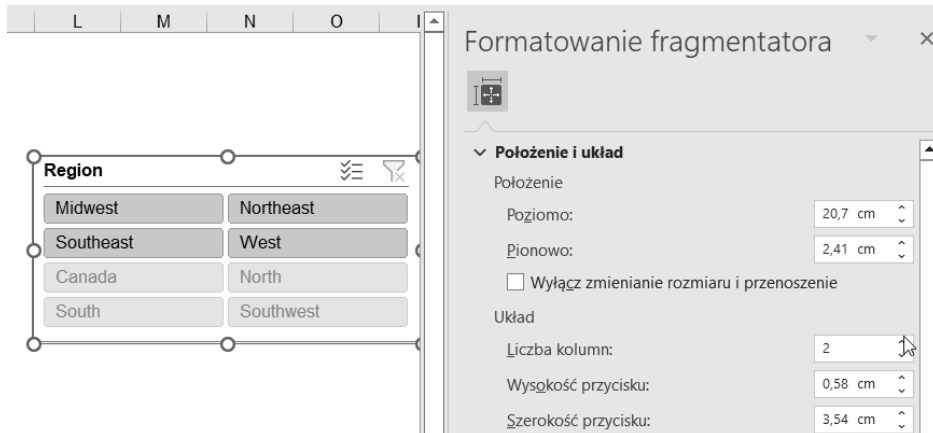 L M N O
Formatowanie fragmentatora
Region
Midwest Northeast
Southeast West
Canada North
South Southwest
Położenie i układ
Położenie
Poziomo: 20,7 cm
Pionowo: 2,41 cm
Wyłącz zmienianie rozmiaru i przenoszenie
Układ
Liczba kolumn: 2
Wysokość przycisku: 0,58 cm
Szerokość przycisku: 3,54 cm